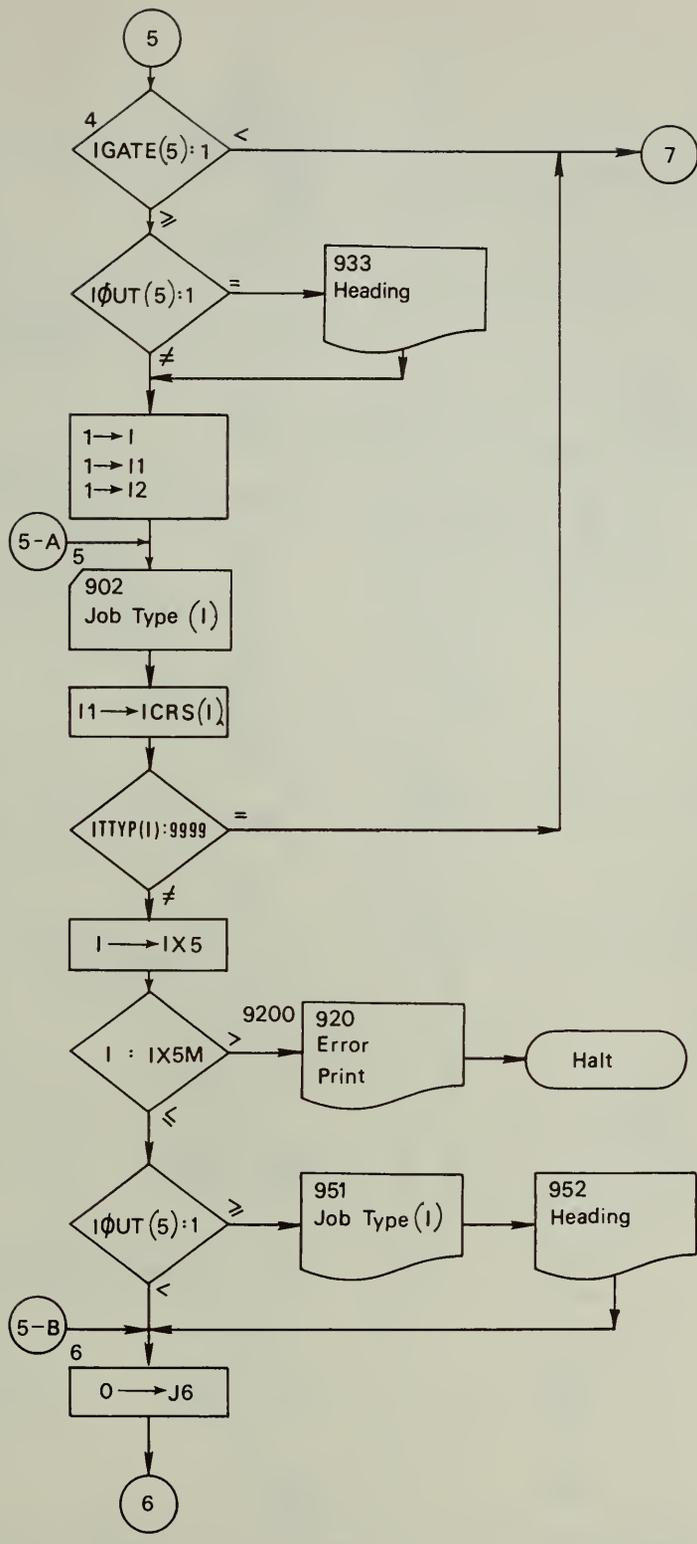 5
4
IGATE(5):1
<
7
≥
IØUT(5):1
=
933
Heading
≠
1→I
1→I1
1→I2
5-A
5
902
Job Type (I)
I1→ICRS(I)
ITTYP(I):9999
=
≠
I→IX5
I : IX5M
>
9200
920
Error
Print
Halt
≤
IØUT(5):1
≥
951
Job Type(I)
952
Heading
<
5-B
6
0→J6
6